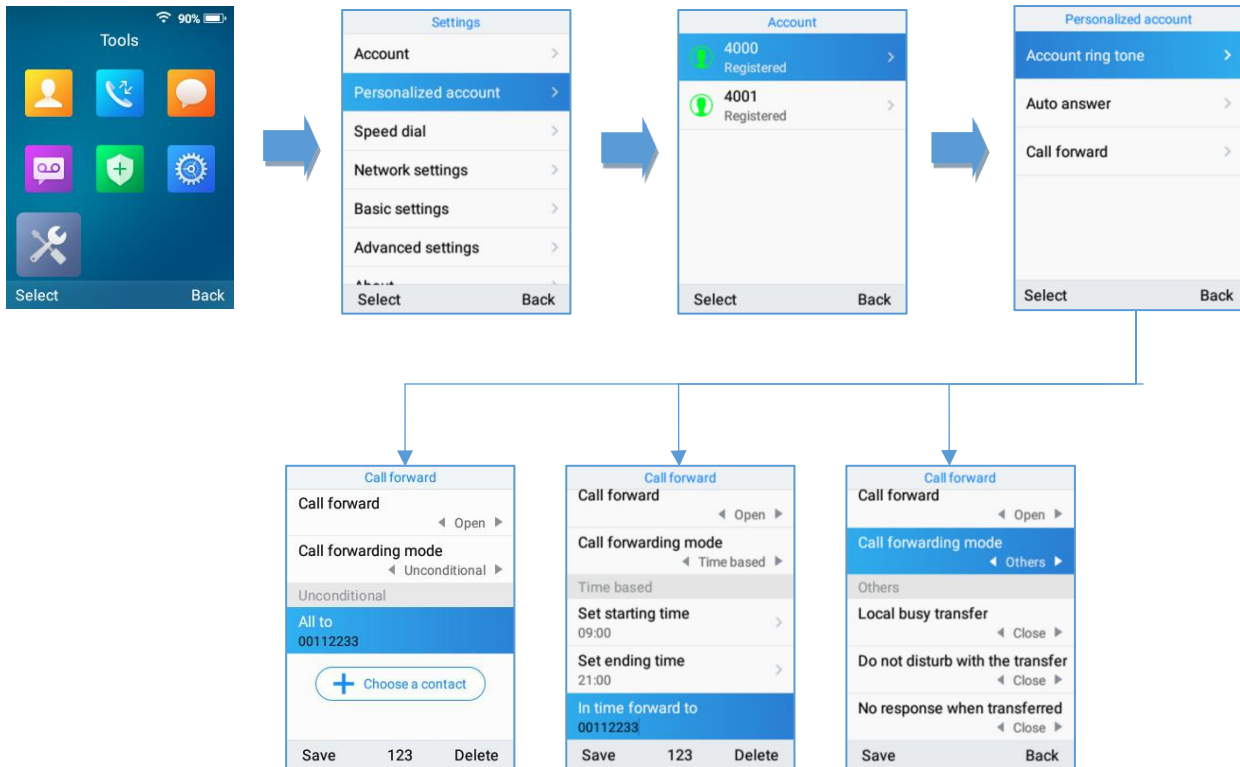 90%
Tools
Select Back
Settings
Account
Personalized account
Speed dial
Network settings
Basic settings
Advanced settings
About
Select Back
Account
4000
Registered
4001
Registered
Select Back
Personalized account
Account ring tone
Auto answer
Call forward
Select Back
Call forward
Call forward
Open
Call forwarding mode
Unconditional
Unconditional
All to
00112233
Choose a contact
Save 123 Delete
Call forward
Call forward
Open
Call forwarding mode
Time based
Time based
Set starting time
09:00
Set ending time
21:00
In time forward to
00112233
Save 123 Delete
Call forward
Call forward
Open
Call forwarding mode
Others
Others
Local busy transfer
Close
Do not disturb with the transfer
Close
No response when transferred
Close
Save Back